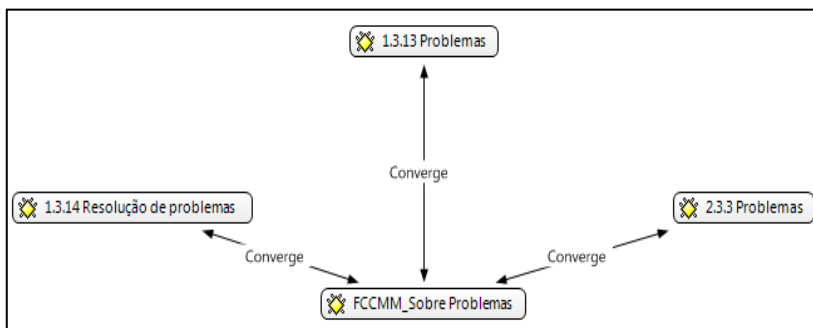 1.3.13 Problemas
Converge
1.3.14 Resolução de problemas
2.3.3 Problemas
Converge
Converge
FCCMM_Sobre Problemas